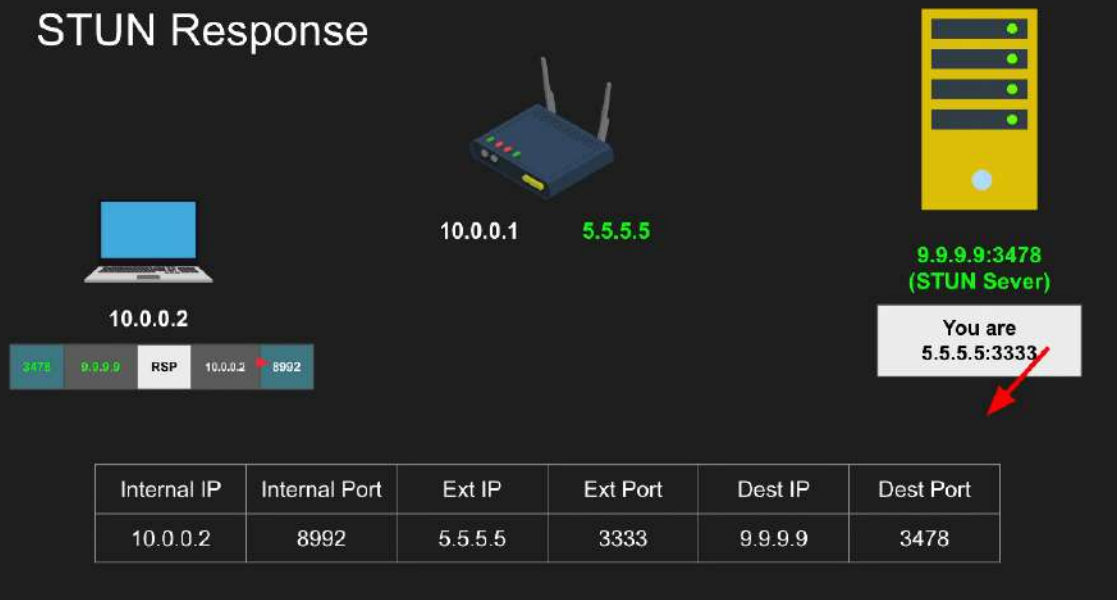 STUN Response
10.0.0.1 5.5.5.5
9.9.9.9:3478
(STUN Sever)
10.0.0.2
You are
5.5.5.5:3333
3478 9.9.9.9 RSP 10.0.0.2 8992
Internal IP Internal Port Ext IP Ext Port Dest IP Dest Port
10.0.0.2 8992 5.5.5.5 3333 9.9.9.9 3478